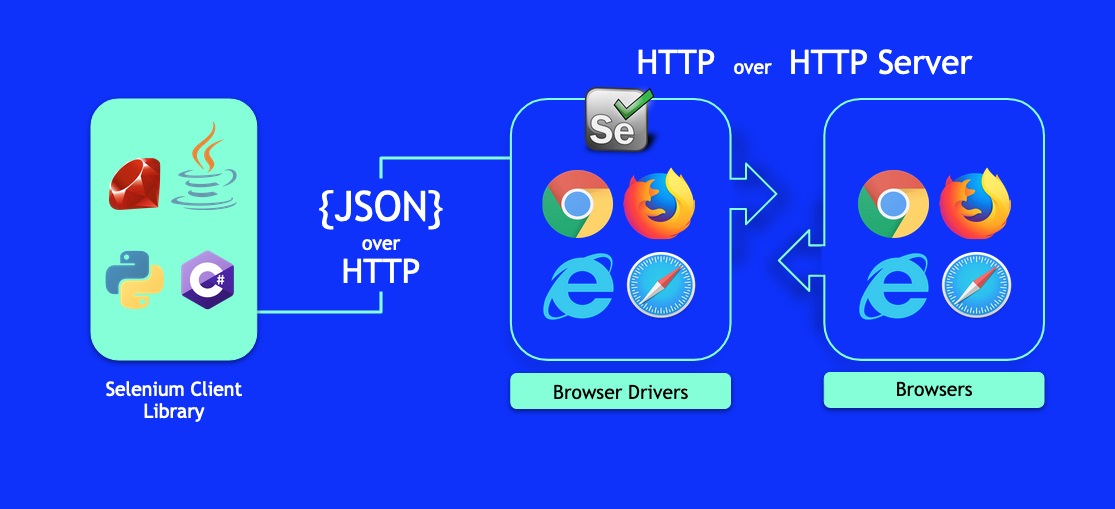 HTTP over HTTP Server
Se
{JSON}
over
HTTP
C#
Selenium Client
Library
Browser Drivers
Browsers